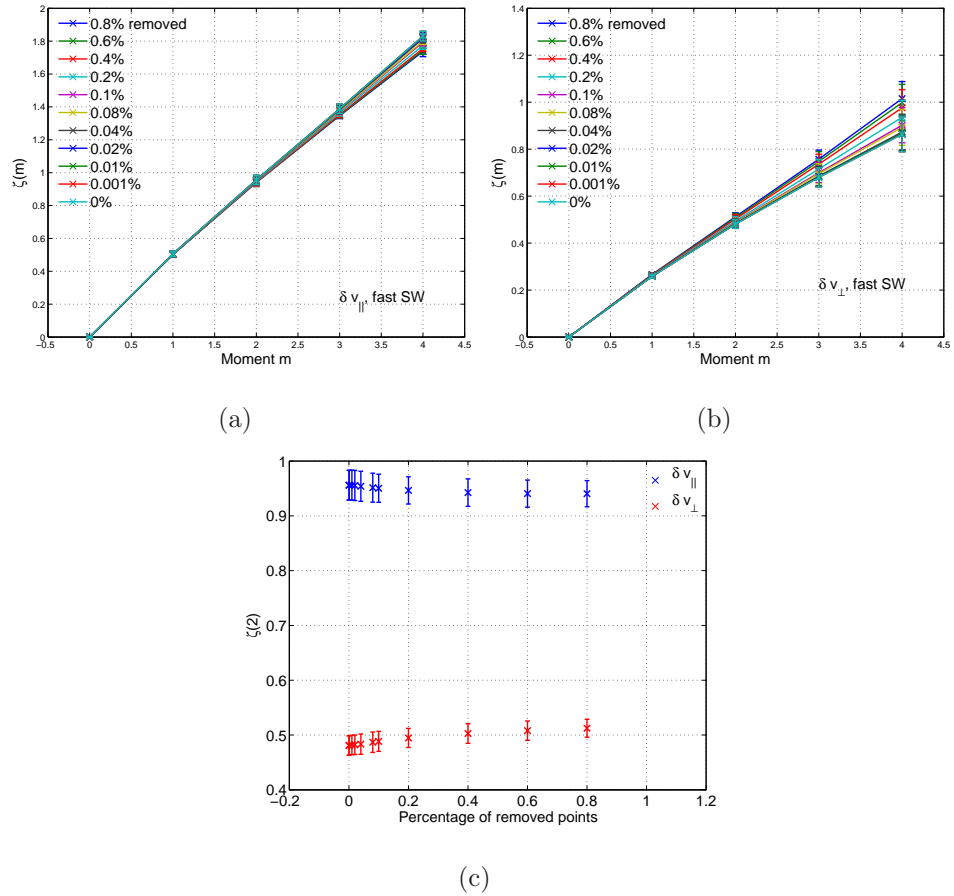 0.8% removed
0.6%
0.4%
0.2%
0.1%
0.08%
0.04%
0.02%
0.01%
0.001%
0%
2
1.8
1.6
1.4
1.2
1
0.8
0.6
0.4
0.2
0
ζ(m)
−0.5 0 0.5 1 1.5 2 2.5 3 3.5 4 4.5
Moment m
δ v||, fast SW
(a)
0.8% removed
0.6%
0.4%
0.2%
0.1%
0.08%
0.04%
0.02%
0.01%
0.001%
0%
1.4
1.2
1
0.8
0.6
0.4
0.2
0
ζ(m)
−0.5 0 0.5 1 1.5 2 2.5 3 3.5 4 4.5
Moment m
δ v⊥, fast SW
(b)
1
0.9
0.8
0.7
0.6
0.5
0.4
ζ(2)
δ v||
δ v⊥
−0.2 0 0.2 0.4 0.6 0.8 1 1.2
Percentage of removed points
(c)